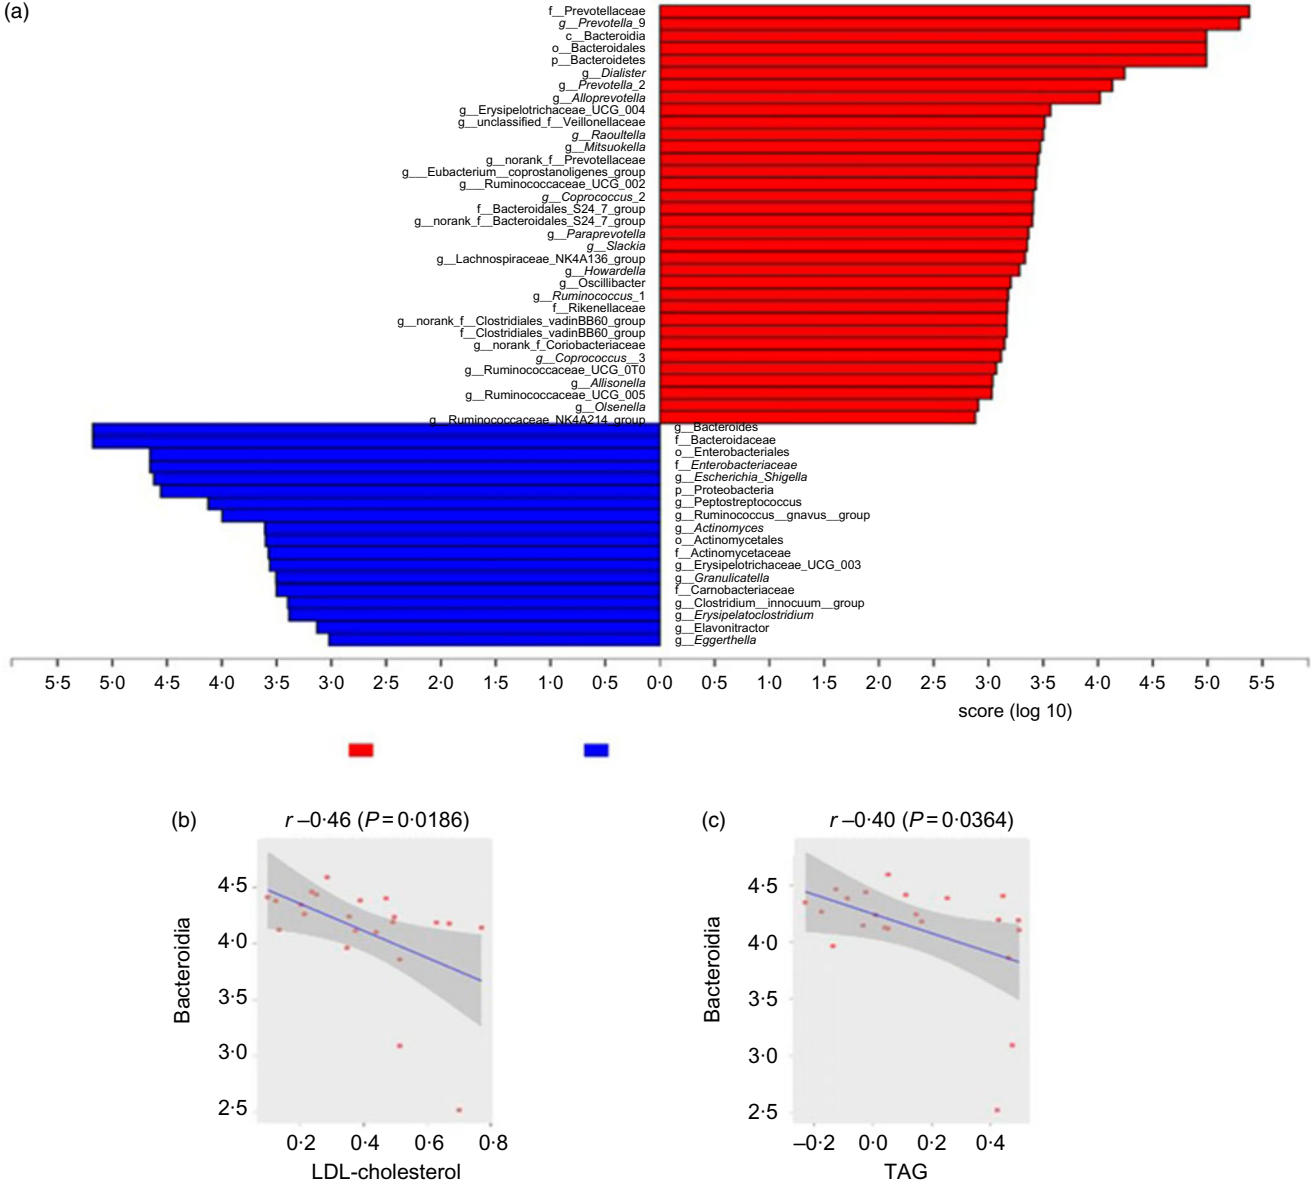 (a)
f__Prevotellaceae
g__Prevotella_9
c__Bacteroidia
o__Bacteroidales
p__Bacteroidetes
g__Dialister
g__Prevotella_2
g__Alloprevotella
g__Erysipelotrichaceae_UCG_004
g__unclassified_f__Veillonellaceae
g__Raoultella
g__Mitsuokella
g__norank_f__Prevotellaceae
g___Eubacterium__coprostanoligenes_group
g__Ruminococcaceae_UCG_002
g__Coprococcus_2
f__Bacteroidales_S24_7_group
g__norank_f__Bacteroidales_S24_7_group
g__Paraprevotella
g__Slackia
g__Lachnospiraceae_NK4A136_group
g__Howardella
g__Oscillibacter
g__Ruminococcus_1
f__Rikenellaceae
g__norank_f__Clostridiales_vadinBB60_group
f__Clostridiales_vadinBB60_group
g__norank_f_Coriobacteriaceae
g__Coprococcus__3
g__Ruminococcaceae_UCG_0T0
g__Allisonella
g__Ruminococcaceae_UCG_005
g__Olsenella
g__Ruminococcaceae_NK4A214_group
g__Bacteroides
f__Bacteroidaceae
o__Enterobacteriales
f__Enterobacteriaceae
g__Escherichia_Shigella
p__Proteobacteria
g__Peptostreptococcus
g__Ruminococcus__gnavus__group
g__Actinomyces
o__Actinomycetales
f__Actinomycetaceae
g__Erysipelotrichaceae_UCG_003
g__Granulicatella
f__Carnobacteriaceae
g__Clostridium__innocuum__group
g__Erysipelatoclostridium
g__Elavonitractor
g__Eggerthella
5·5 5·0 4·5 4·0 3·5 3·0 2·5 2·0 1·5 1·0 0·5 0·0 0·5 1·0 1·5 2·0 2·5 3·0 3·5 4·0 4·5 5·0 5·5
score (log 10)
(b)
r –0·46 (P = 0·0186)
Bacteroidia
4·5
4·0
3·5
3·0
2·5
0·2 0·4 0·6 0·8
LDL-cholesterol
(c)
r –0·40 (P = 0·0364)
Bacteroidia
4·5
4·0
3·5
3·0
2·5
–0·2 0·0 0·2 0·4
TAG